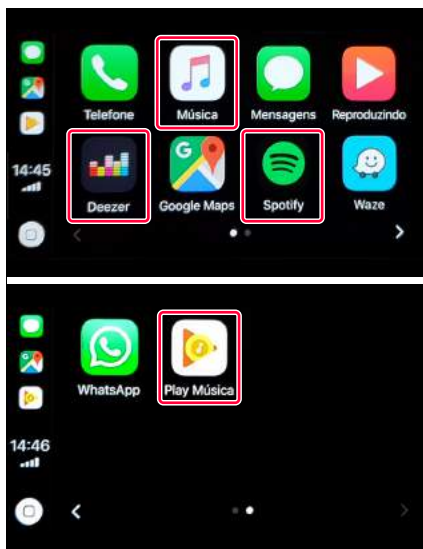 Telefone
Música
Mensagens
Reproduzindo
14:45
Deezer
G
Google Maps
Spotify
Waze
WhatsApp
Play Música
14:46